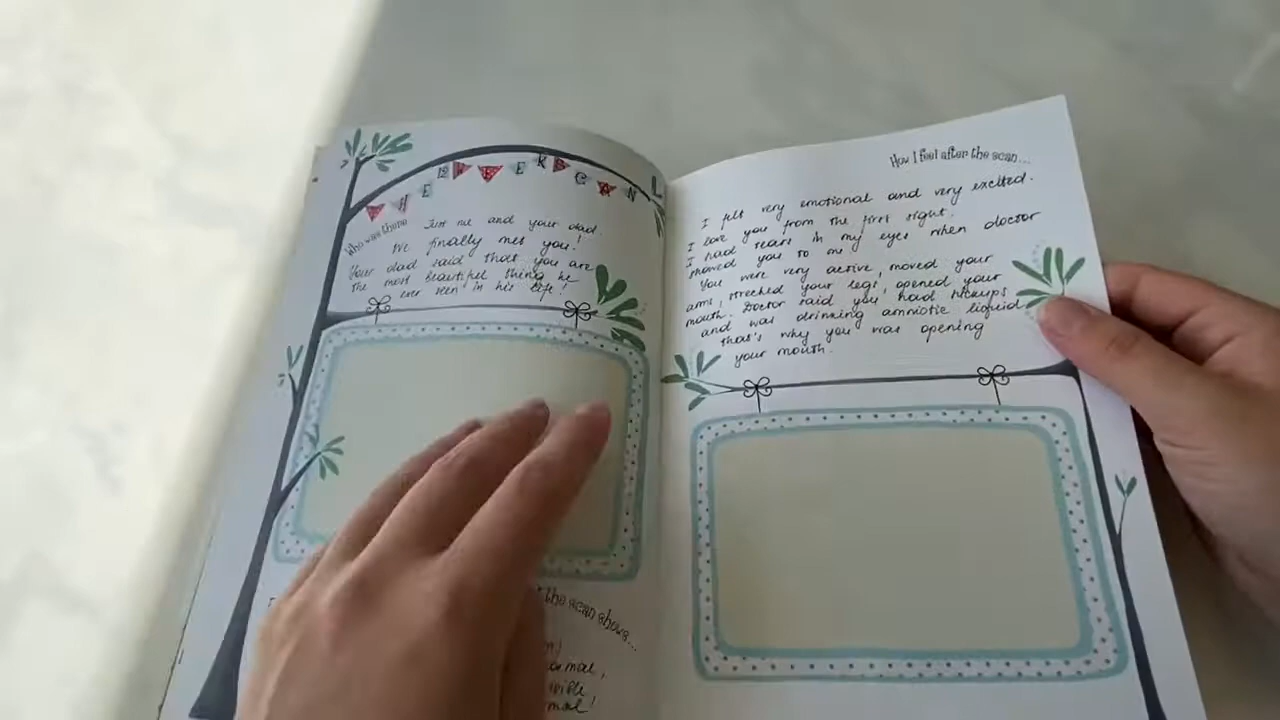 THE 12 WEEK SCAN
Who was there Just me and your dad.
We finally met you!
Your dad said that you are
the most beautiful thing he
ever seen in his life!
the scan shows...
mal!
How I feel after the scan...
I felt very emotional and very excited.
I love you from the first sight.
I had tears in my eyes when doctor
showed you to me
You were very active, moved your
arms, streched your legs, opened your
mouth. Doctor said you had hickups
and was drinking amniotic liquid
that's why you was opening
your mouth.